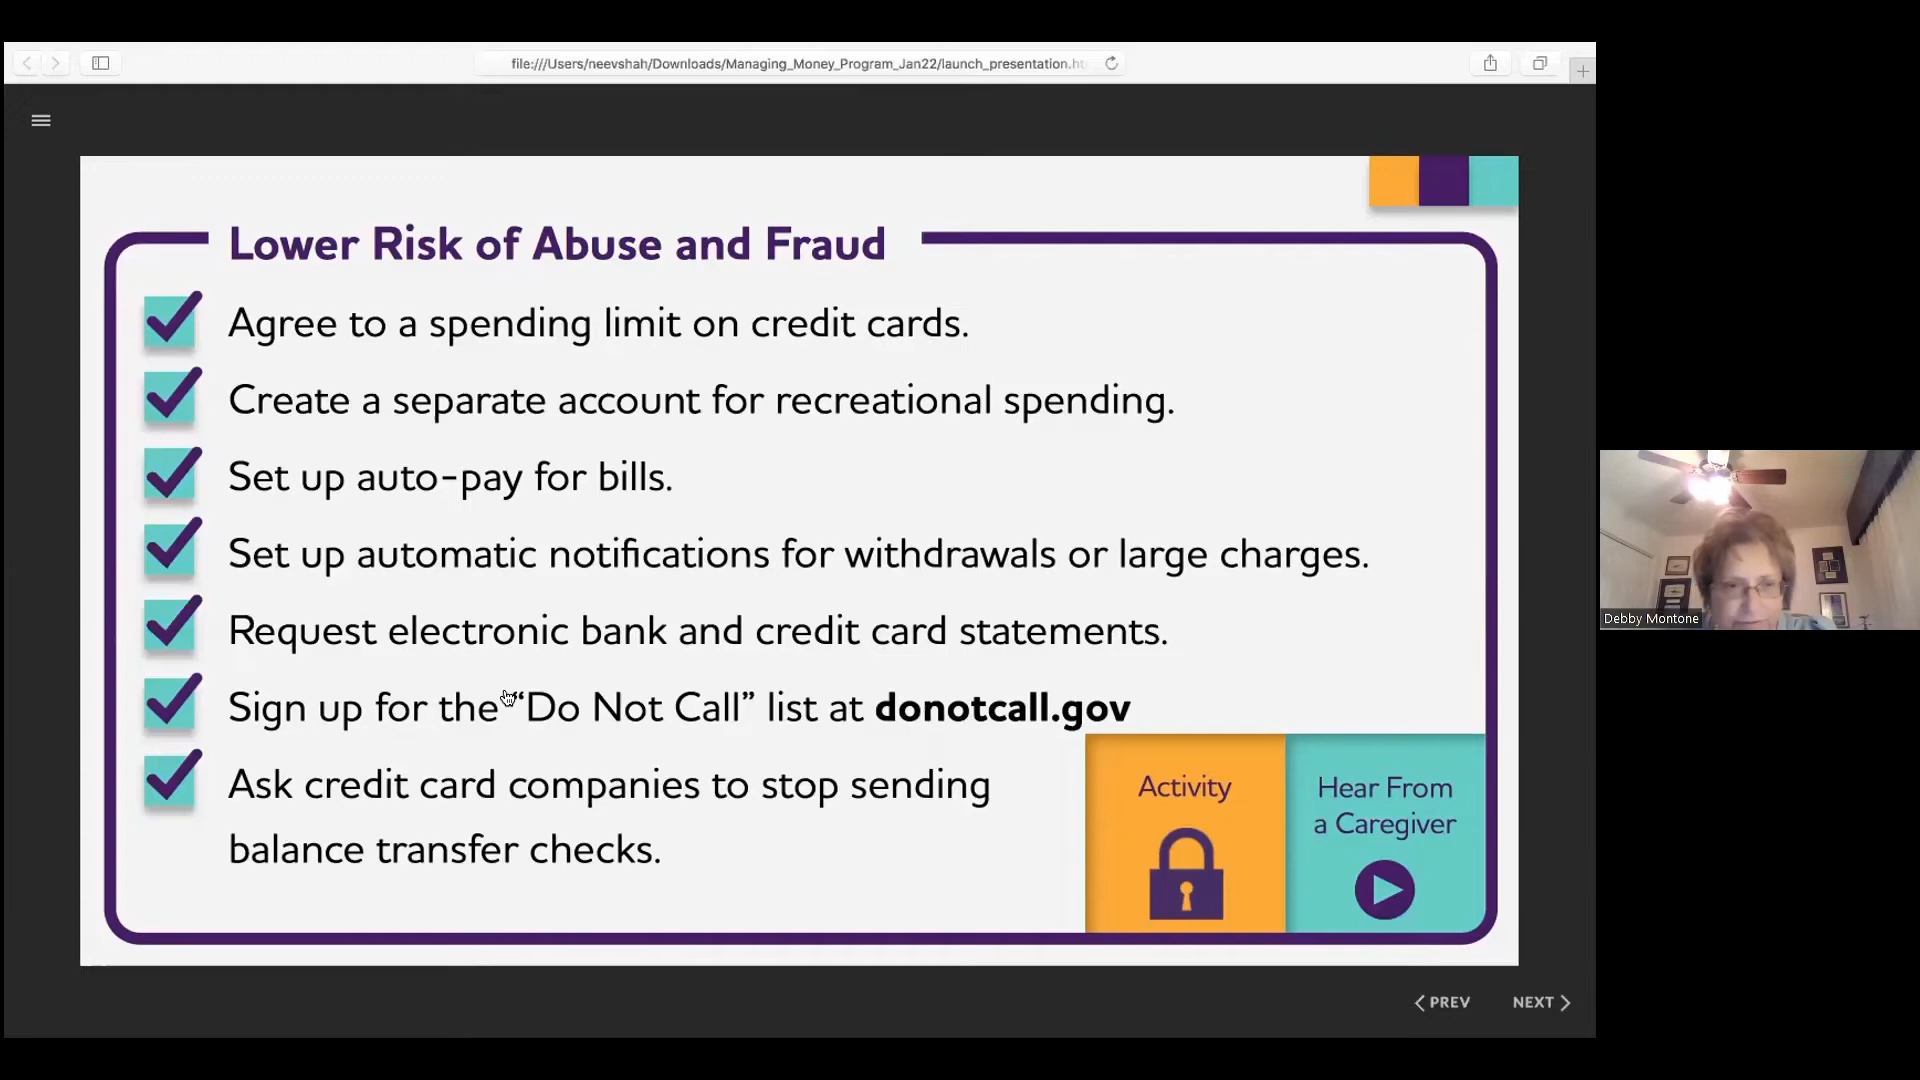 file:///Users/neevshah/Downloads/Managing_Money_Program_Jan22/launch_presentation.ht
Lower Risk of Abuse and Fraud
Agree to a spending limit on credit cards.
Create a separate account for recreational spending.
Set up auto-pay for bills.
Set up automatic notifications for withdrawals or large charges.
Request electronic bank and credit card statements.
Sign up for the “Do Not Call” list at donotcall.gov
Ask credit card companies to stop sending
balance transfer checks.
Activity
Hear From
a Caregiver
Debby Montone
PREV
NEXT